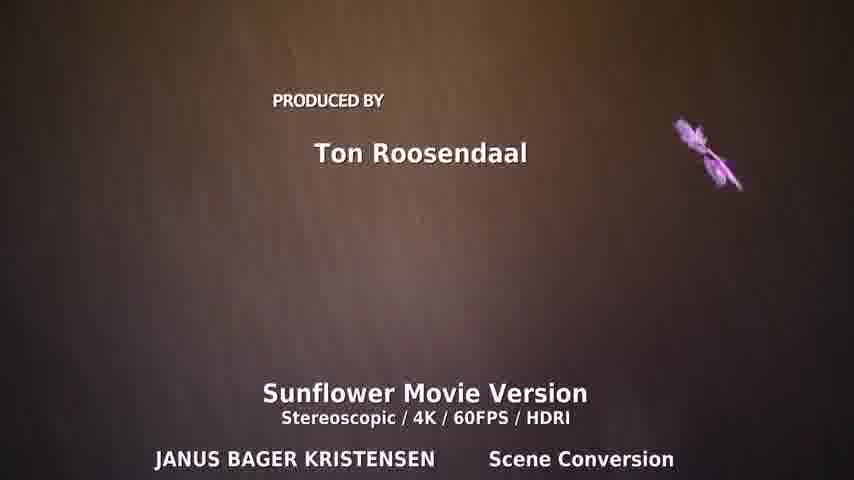 PRODUCED BY
Ton Roosendaal
Sunflower Movie Version
Stereoscopic / 4K / 60FPS / HDRI
JANUS BAGER KRISTENSEN Scene Conversion